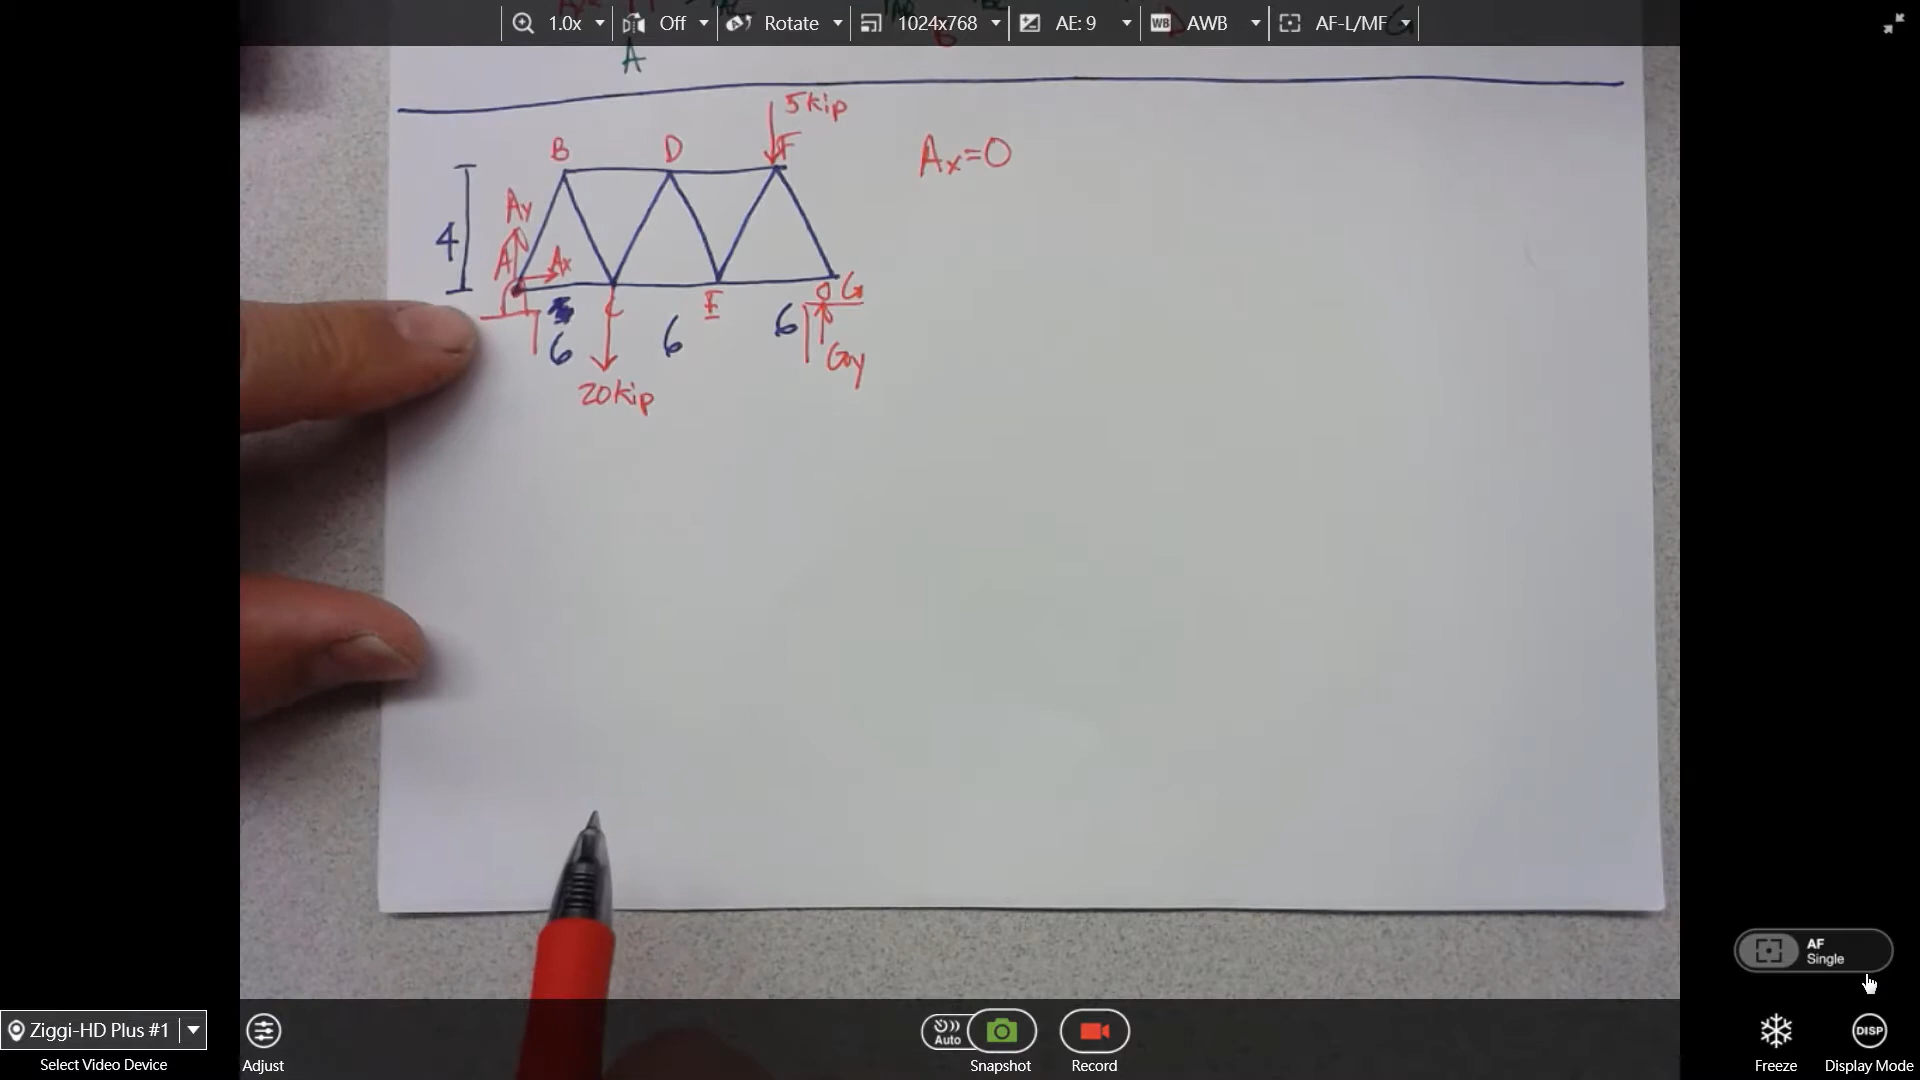 1.0x Off Rotate 1024x768 AE: 9 WB AWB AF-L/MF
A
5kip
B D F
Ax=0
Ay
4
A Ax
C E G
6 6 6
Gy
20kip
AF
Single
Ziggi-HD Plus #1
Select Video Device
Adjust
Auto
Snapshot
Record
Freeze
DISP
Display Mode